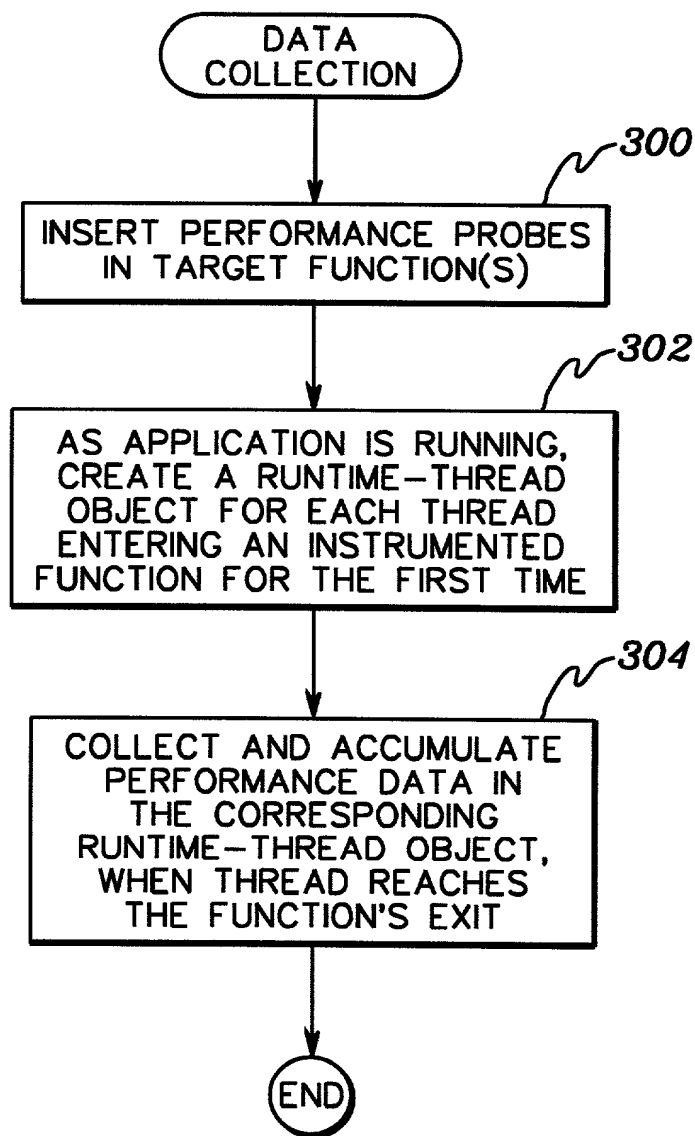 DATA
COLLECTION
300
INSERT PERFORMANCE PROBES
IN TARGET FUNCTION(S)
302
AS APPLICATION IS RUNNING,
CREATE A RUNTIME-THREAD
OBJECT FOR EACH THREAD
ENTERING AN INSTRUMENTED
FUNCTION FOR THE FIRST TIME
304
COLLECT AND ACCUMULATE
PERFORMANCE DATA IN
THE CORRESPONDING
RUNTIME-THREAD OBJECT,
WHEN THREAD REACHES
THE FUNCTION'S EXIT
END